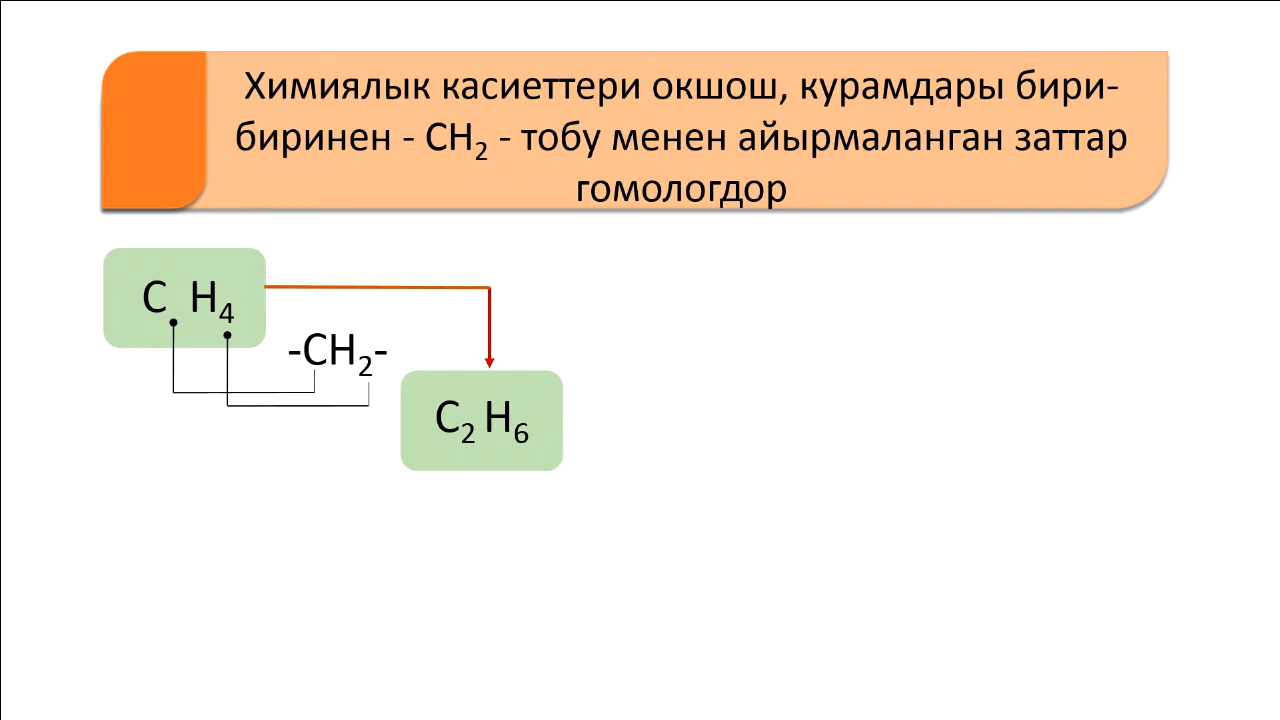 Химиялык касиеттери окшош, курамдары бири-
биринен - CH₂ - тобу менен айырмаланган заттар
гомологдор
C H₄
-CH₂-
C₂ H₆